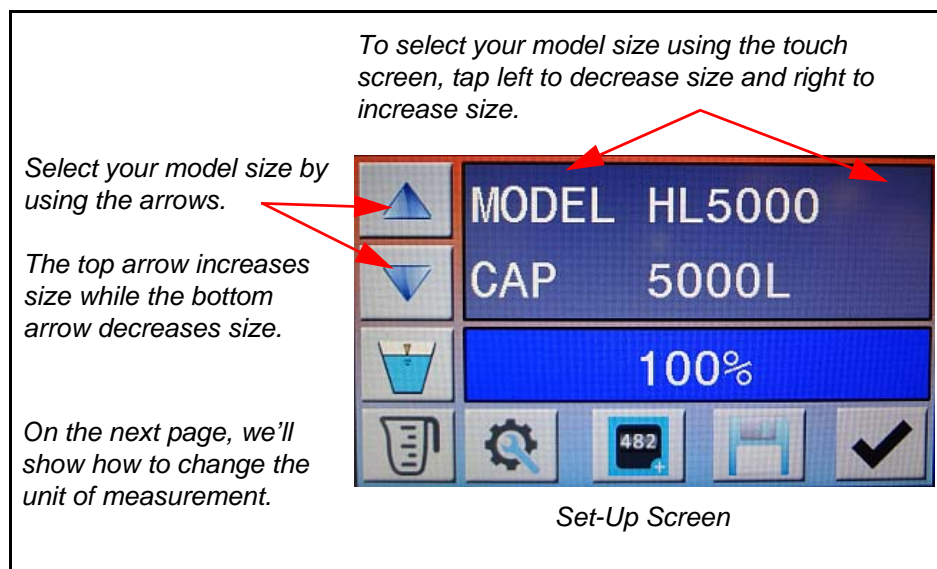 To select your model size using the touch
screen, tap left to decrease size and right to
increase size.
Select your model size by
using the arrows.
The top arrow increases
size while the bottom
arrow decreases size.
On the next page, we'll
show how to change the
unit of measurement.
MODEL HL5000
CAP 5000L
100%
482
Set-Up Screen